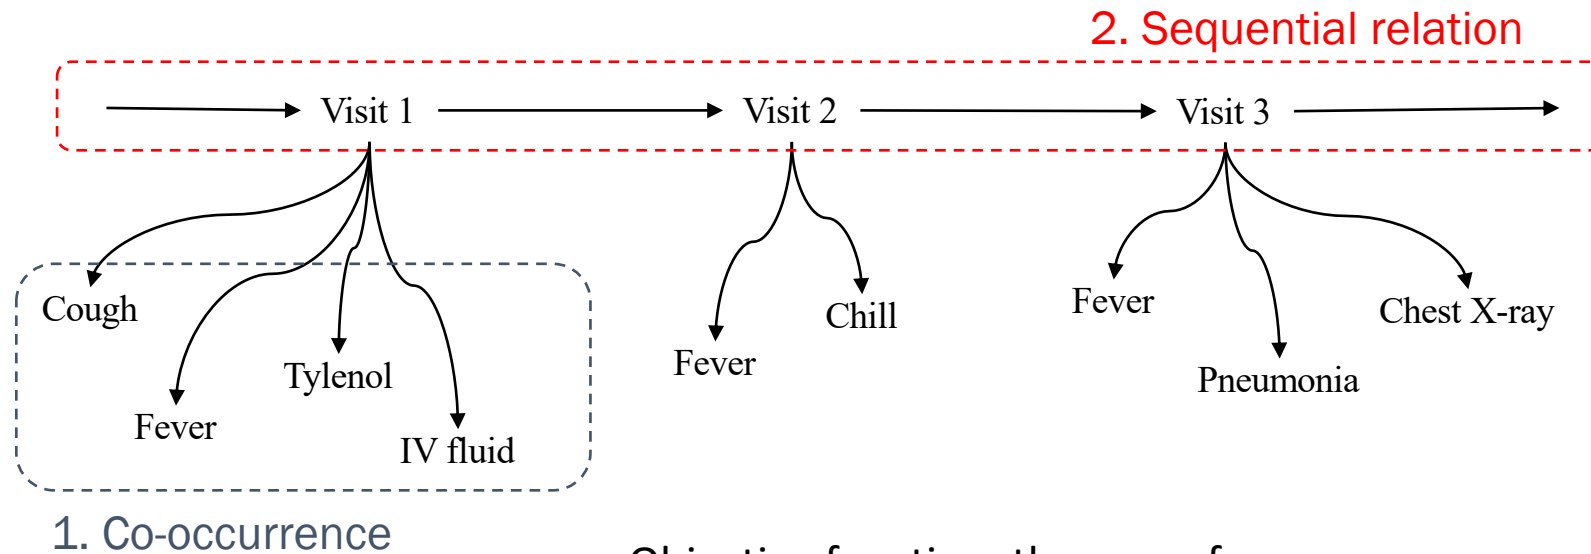 2. Sequential relation
Visit 1
Visit 2
Visit 3
Cough
Fever
Tylenol
IV fluid
Fever
Chill
Fever
Pneumonia
Chest X-ray
1. Co-occurrence